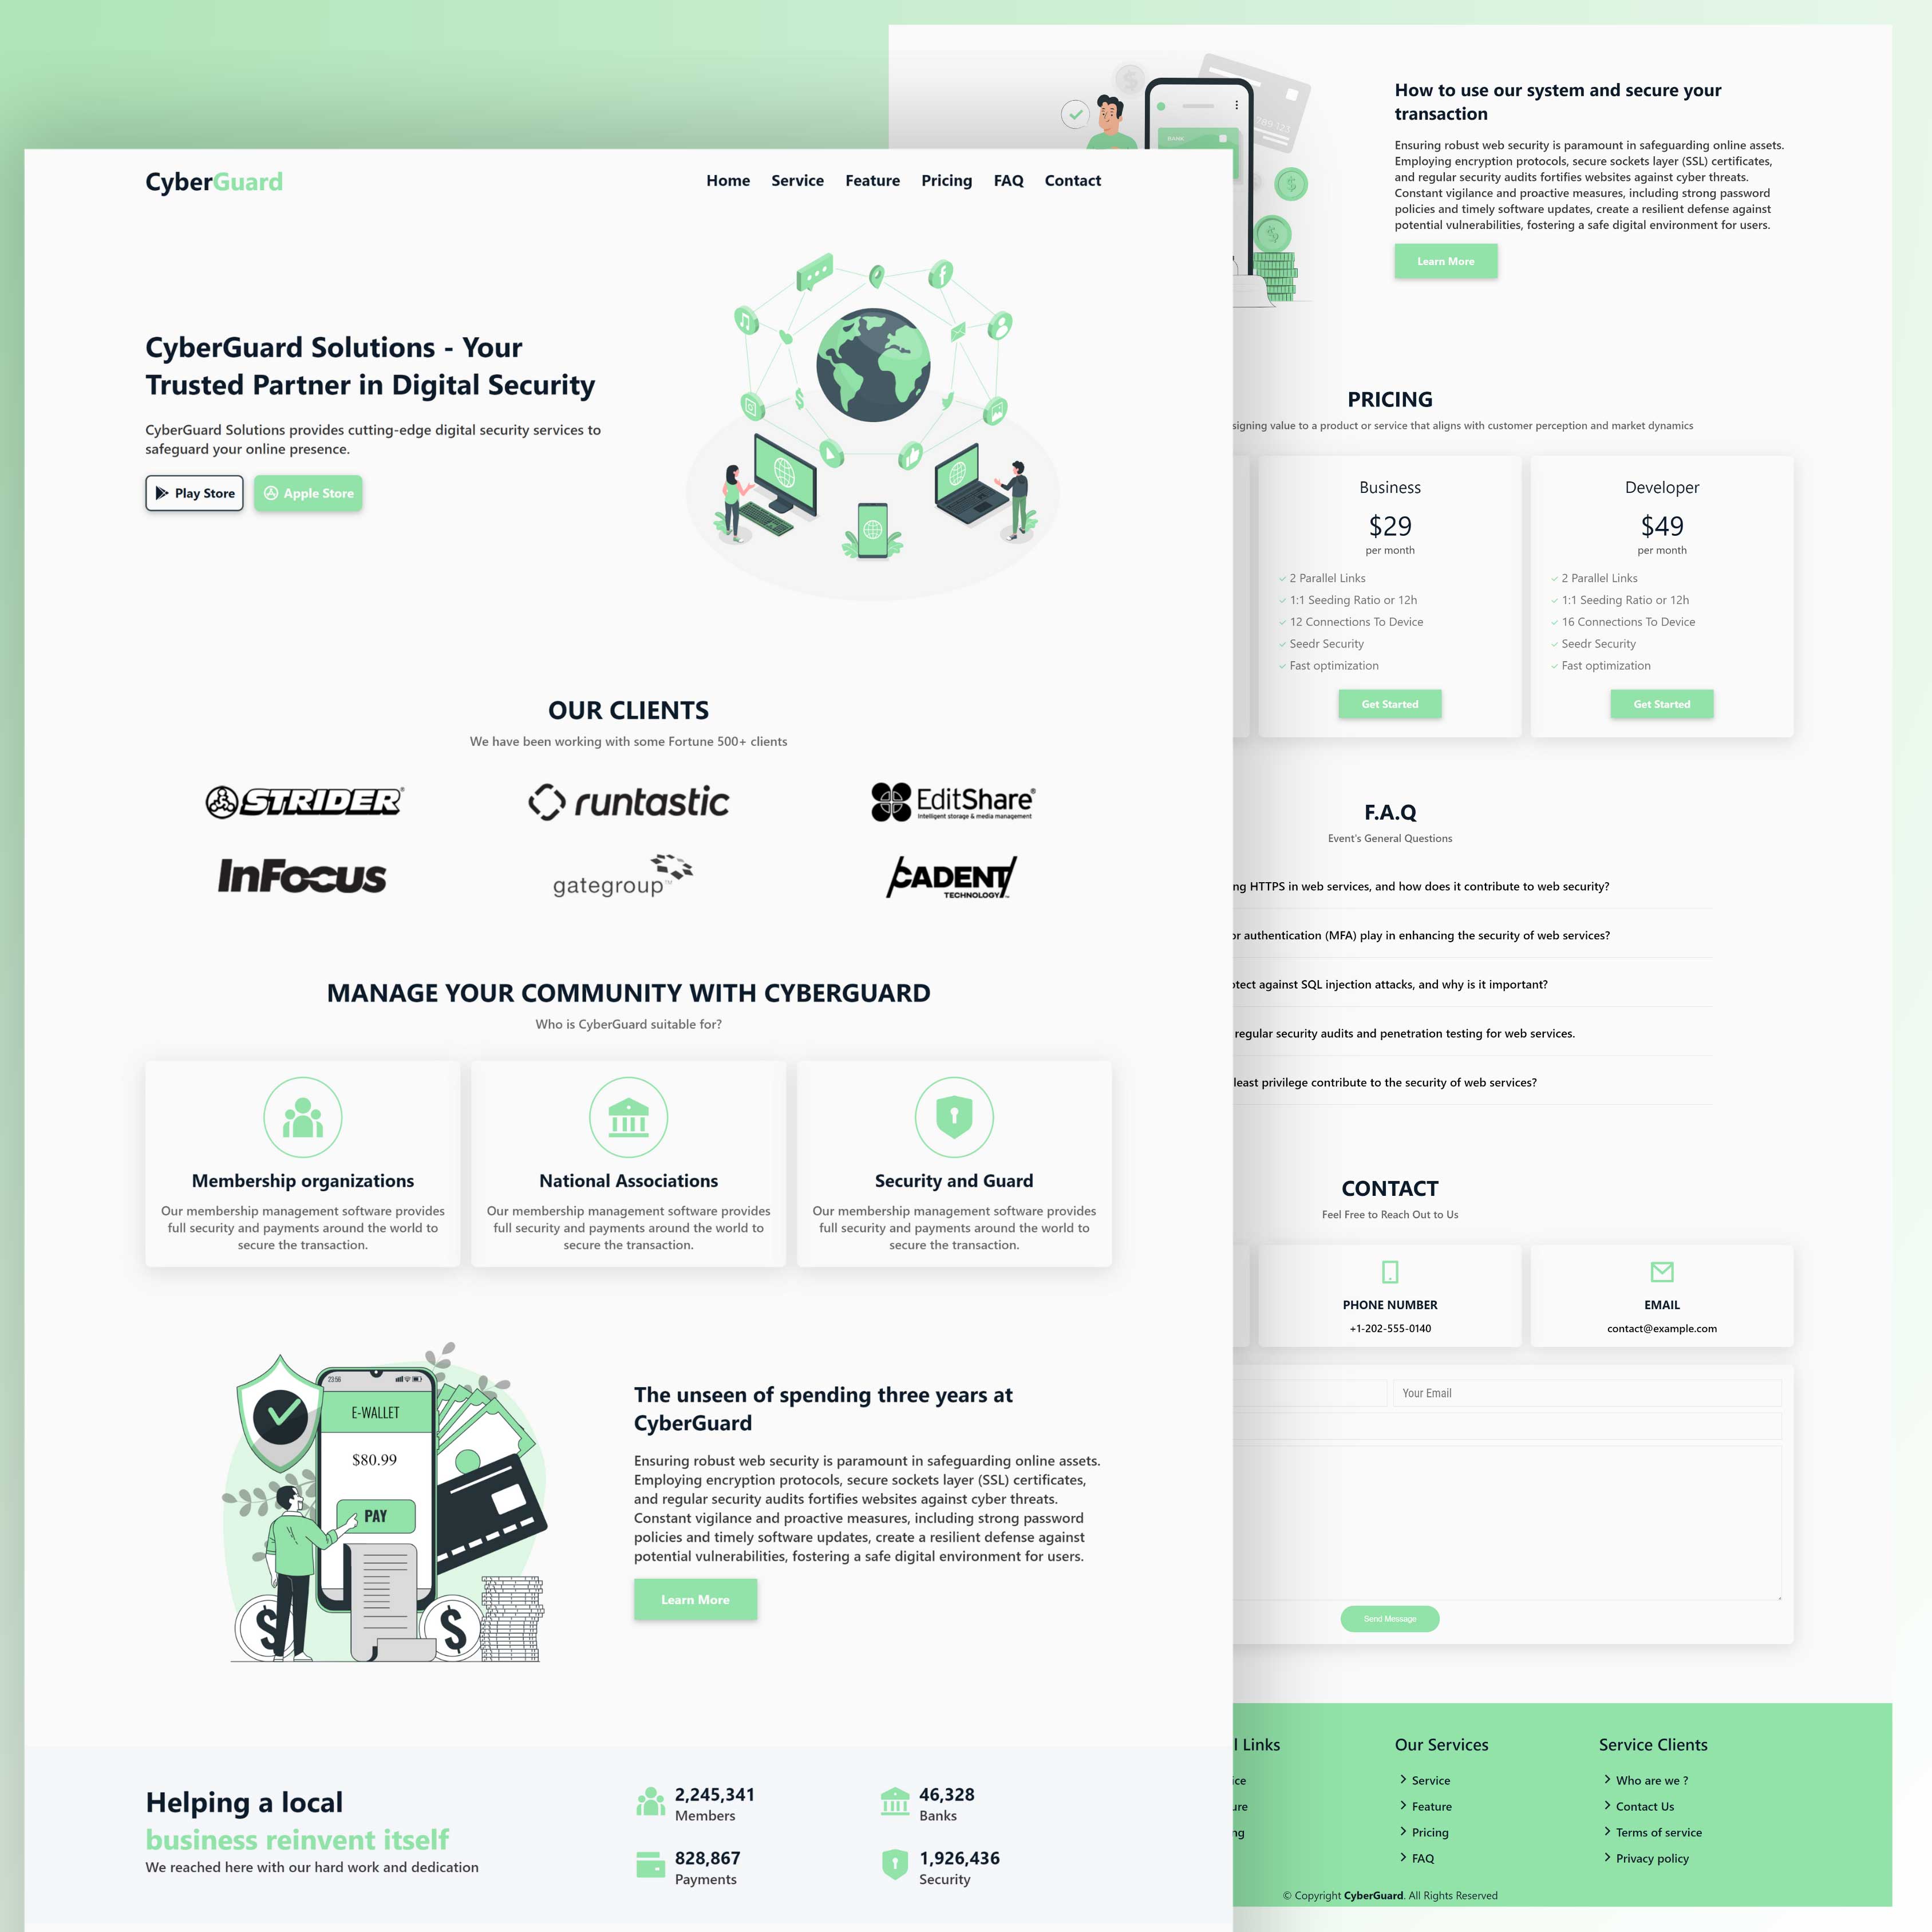 CyberGuard
Home Service Feature Pricing FAQ Contact
CyberGuard Solutions - Your
Trusted Partner in Digital Security
CyberGuard Solutions provides cutting-edge digital security services to
safeguard your online presence.
Play Store
Apple Store
OUR CLIENTS
We have been working with some Fortune 500+ clients
STRIDER®
runtastic
EditShare®
Intelligent storage & media management
InFocus
gategroup™
CADENT
TECHNOLOGY
MANAGE YOUR COMMUNITY WITH CYBERGUARD
Who is CyberGuard suitable for?
Membership organizations
Our membership management software provides
full security and payments around the world to
secure the transaction.
National Associations
Our membership management software provides
full security and payments around the world to
secure the transaction.
Security and Guard
Our membership management software provides
full security and payments around the world to
secure the transaction.
23:56
E-WALLET
$80.99
PAY
$
$
The unseen of spending three years at
CyberGuard
Ensuring robust web security is paramount in safeguarding online assets.
Employing encryption protocols, secure sockets layer (SSL) certificates,
and regular security audits fortifies websites against cyber threats.
Constant vigilance and proactive measures, including strong password
policies and timely software updates, create a resilient defense against
potential vulnerabilities, fostering a safe digital environment for users.
Learn More
Helping a local
business reinvent itself
We reached here with our hard work and dedication
2,245,341
Members
46,328
Banks
828,867
Payments
1,926,436
Security
BANK
How to use our system and secure your
transaction
Ensuring robust web security is paramount in safeguarding online assets.
Employing encryption protocols, secure sockets layer (SSL) certificates,
and regular security audits fortifies websites against cyber threats.
Constant vigilance and proactive measures, including strong password
policies and timely software updates, create a resilient defense against
potential vulnerabilities, fostering a safe digital environment for users.
Learn More
PRICING
signing value to a product or service that aligns with customer perception and market dynamics
Business
$29
per month
2 Parallel Links
1:1 Seeding Ratio or 12h
12 Connections To Device
Seedr Security
Fast optimization
Get Started
Developer
$49
per month
2 Parallel Links
1:1 Seeding Ratio or 12h
16 Connections To Device
Seedr Security
Fast optimization
Get Started
F.A.Q
Event's General Questions
ng HTTPS in web services, and how does it contribute to web security?
or authentication (MFA) play in enhancing the security of web services?
otect against SQL injection attacks, and why is it important?
regular security audits and penetration testing for web services.
least privilege contribute to the security of web services?
CONTACT
Feel Free to Reach Out to Us
PHONE NUMBER
+1-202-555-0140
EMAIL
contact@example.com
Your Email
Send Message
l Links
ice
ure
ng
Our Services
Service
Feature
Pricing
FAQ
Service Clients
Who are we ?
Contact Us
Terms of service
Privacy policy
© Copyright CyberGuard. All Rights Reserved